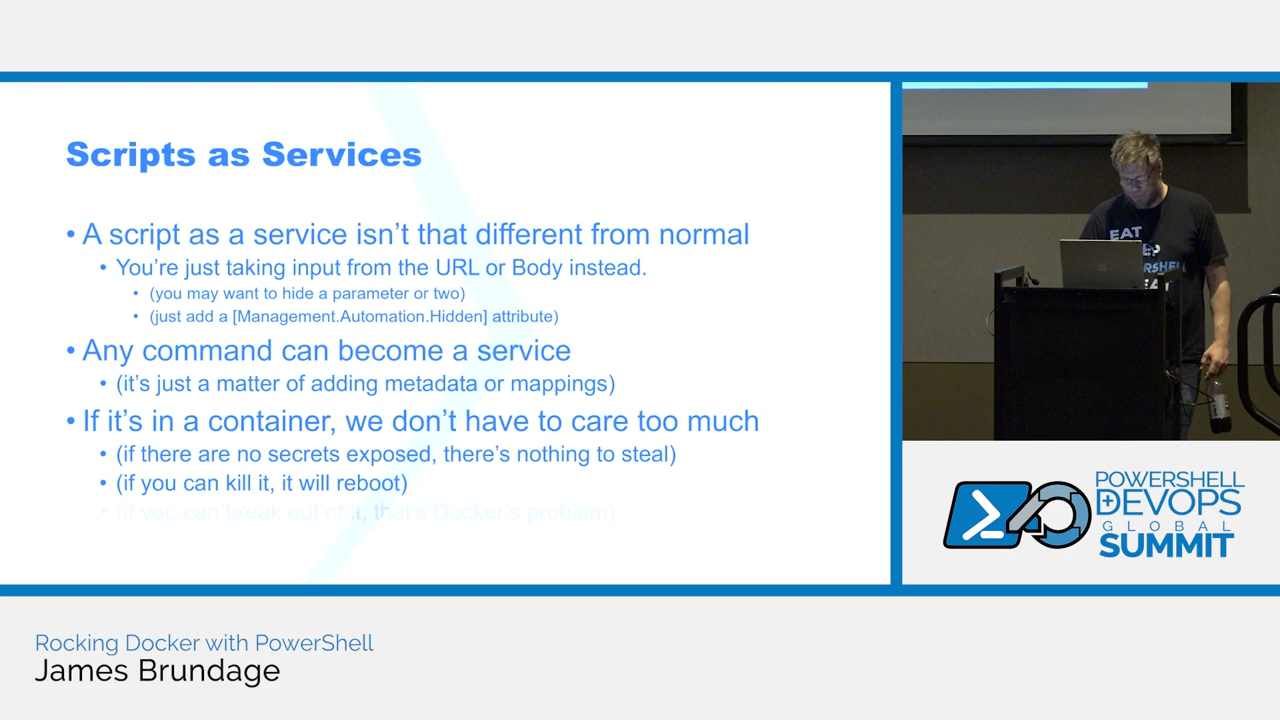 Scripts as Services
• A script as a service isn't that different from normal
• You're just taking input from the URL or Body instead.
• (you may want to hide a parameter or two)
• (just add a [Management.Automation.Hidden] attribute)
• Any command can become a service
• (it's just a matter of adding metadata or mappings)
• If it's in a container, we don't have to care too much
• (if there are no secrets exposed, there's nothing to steal)
• (if you can kill it, it will reboot)
• (if you can break out of it, that's Docker's problem)
EAT
POWERSHELL
DEVOPS
GLOBAL
SUMMIT
Rocking Docker with PowerShell
James Brundage